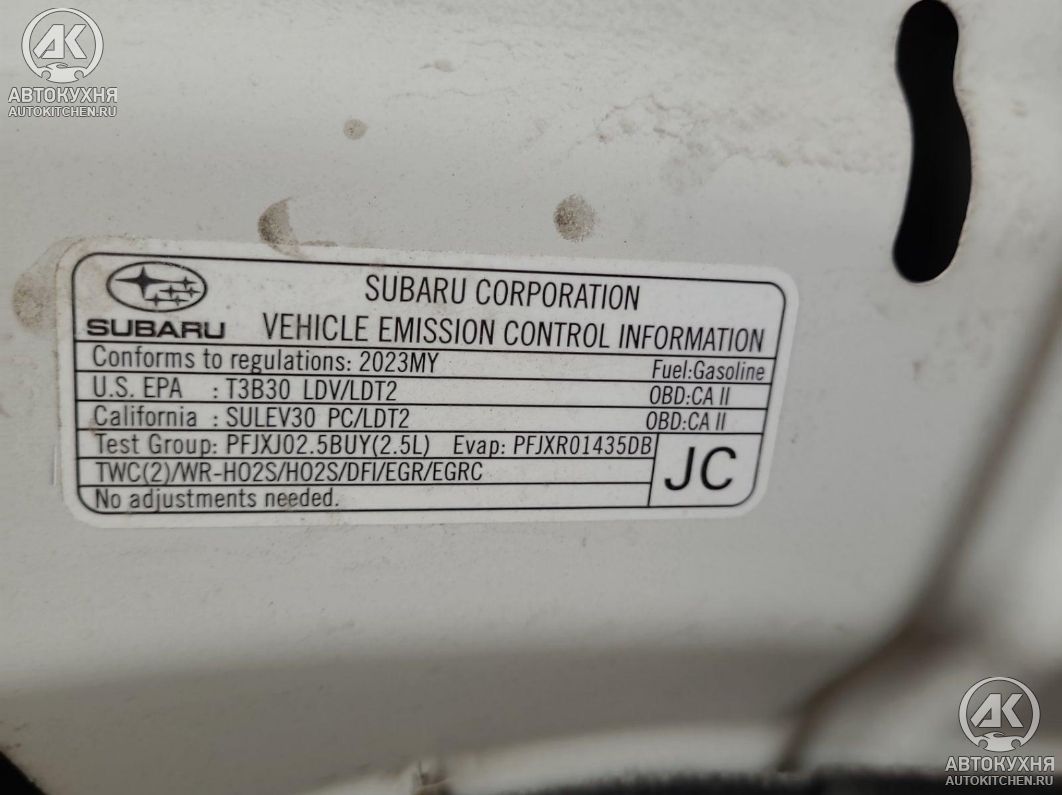 АК
АВТОКУХНЯ
AUTOKITCHEN.RU
SUBARU
SUBARU CORPORATION
VEHICLE EMISSION CONTROL INFORMATION
Conforms to regulations: 2023MY Fuel:Gasoline
U.S. EPA : T3B30 LDV/LDT2 OBD:CA II
California : SULEV30 PC/LDT2 OBD:CA II
Test Group: PFJXJ02.5BUY(2.5L) Evap: PFJXR01435DB
TWC(2)/WR-HO2S/HO2S/DFI/EGR/EGRC
JC
No adjustments needed.
АК
АВТОКУХНЯ
AUTOKITCHEN.RU